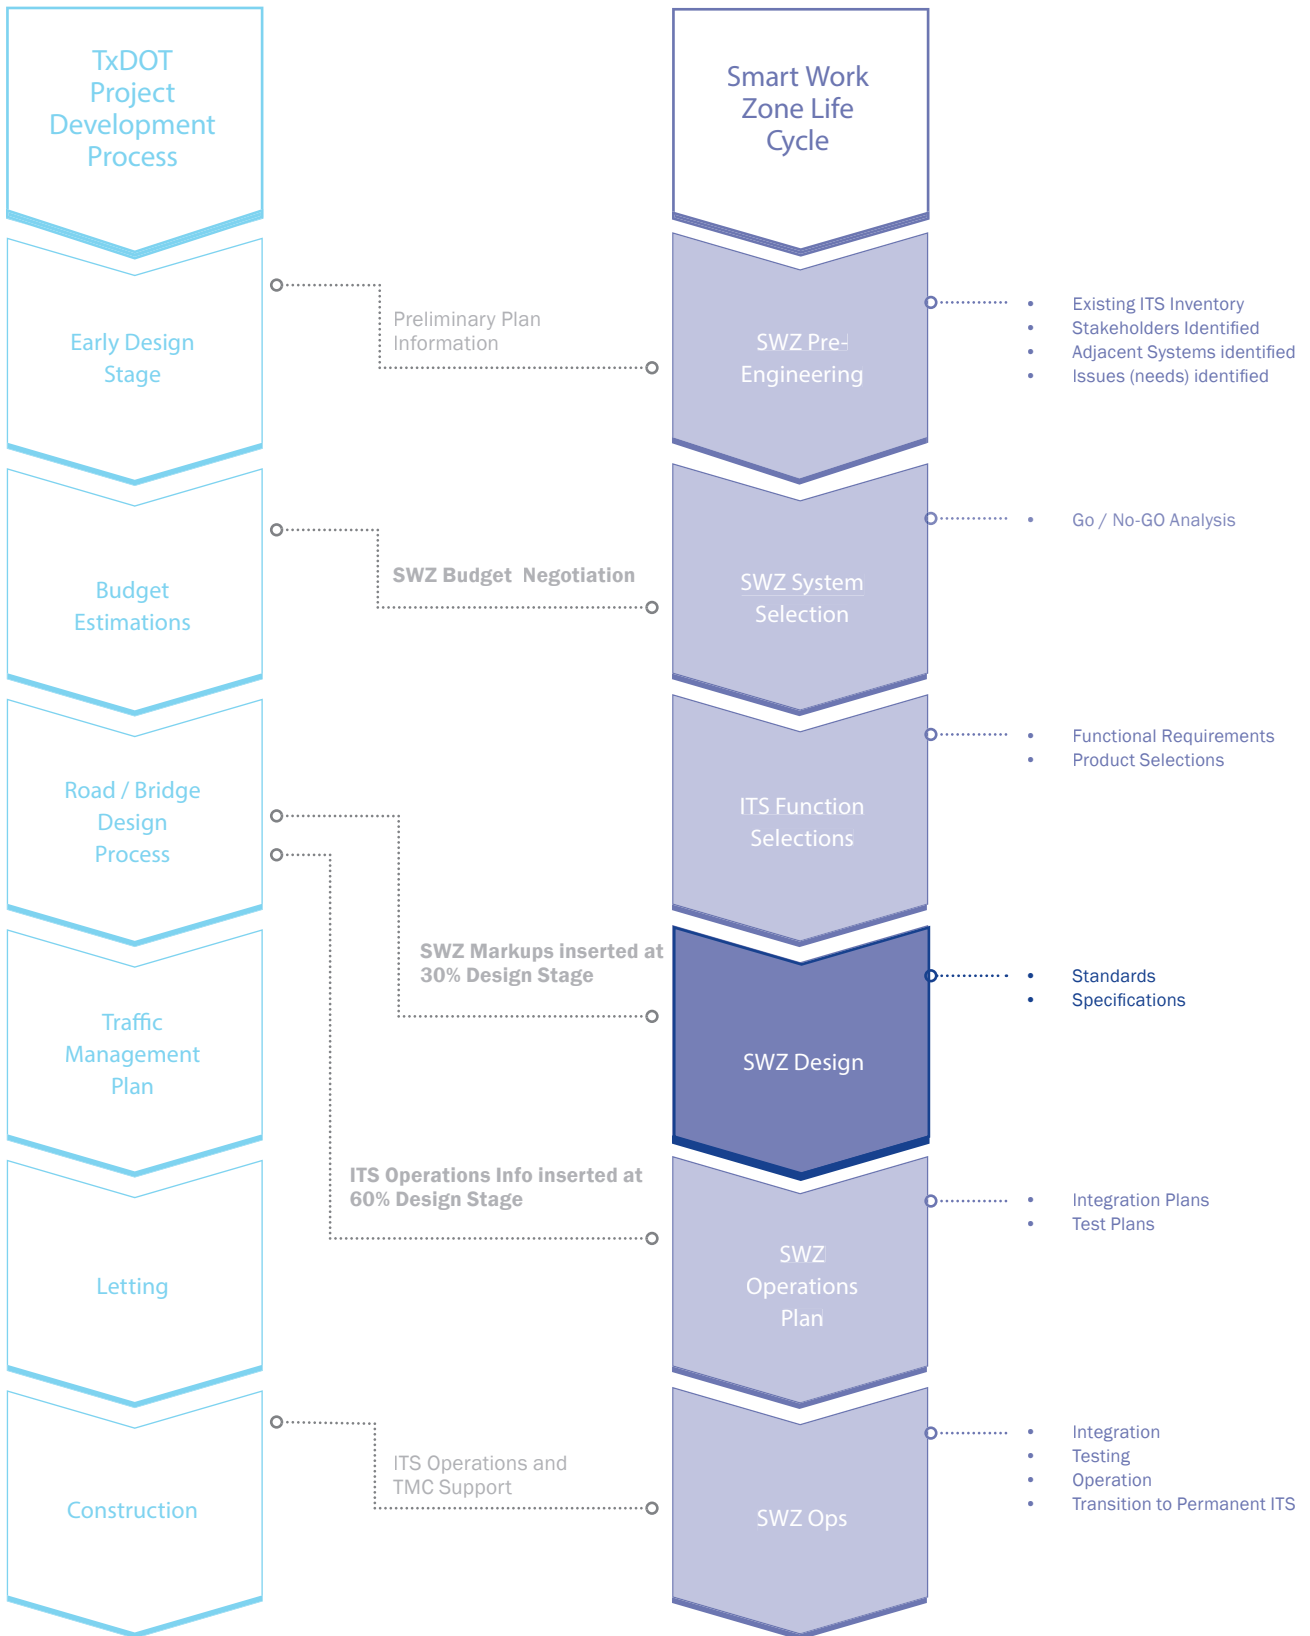 TxDOT
Project
Development
Process
Smart Work
Zone Life
Cycle
Early Design
Stage
Preliminary Plan
Information
SWZ Pre-
Engineering
• Existing ITS Inventory
• Stakeholders Identified
• Adjacent Systems identified
• Issues (needs) identified
Budget
Estimations
SWZ Budget Negotiation
SWZ System
Selection
• Go / No-GO Analysis
Road / Bridge
Design
Process
ITS Function
Selections
• Functional Requirements
• Product Selections
SWZ Markups inserted at
30% Design Stage
Traffic
Management
Plan
SWZ Design
• Standards
• Specifications
ITS Operations Info inserted at
60% Design Stage
Letting
SWZ
Operations
Plan
• Integration Plans
• Test Plans
Construction
ITS Operations and
TMC Support
SWZ Ops
• Integration
• Testing
• Operation
• Transition to Permanent ITS